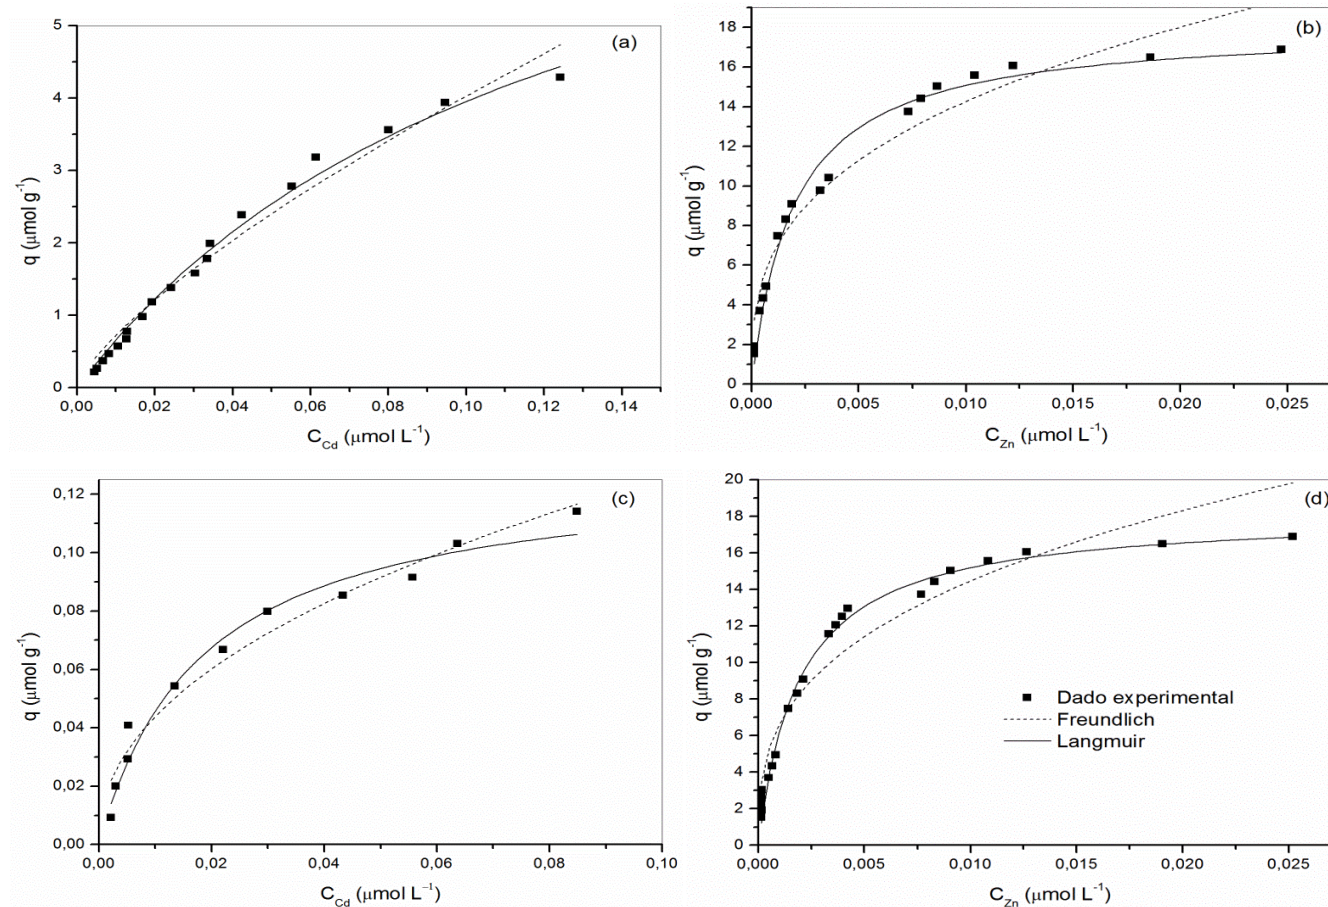 (a)
5
4
3
2
1
0
q (μmol g⁻¹)
0,00 0,02 0,04 0,06 0,08 0,10 0,12 0,14
C_Cd (μmol L⁻¹)
(b)
18
16
14
12
10
8
6
4
2
0
q (μmol g⁻¹)
0,000 0,005 0,010 0,015 0,020 0,025
C_Zn (μmol L⁻¹)
(c)
0,12
0,10
0,08
0,06
0,04
0,02
0,00
q (μmol g⁻¹)
0,00 0,02 0,04 0,06 0,08 0,10
C_Cd (μmol L⁻¹)
(d)
20
18
16
14
12
10
8
6
4
2
0
q (μmol g⁻¹)
Dado experimental
Freundlich
Langmuir
0,000 0,005 0,010 0,015 0,020 0,025
C_Zn (μmol L⁻¹)